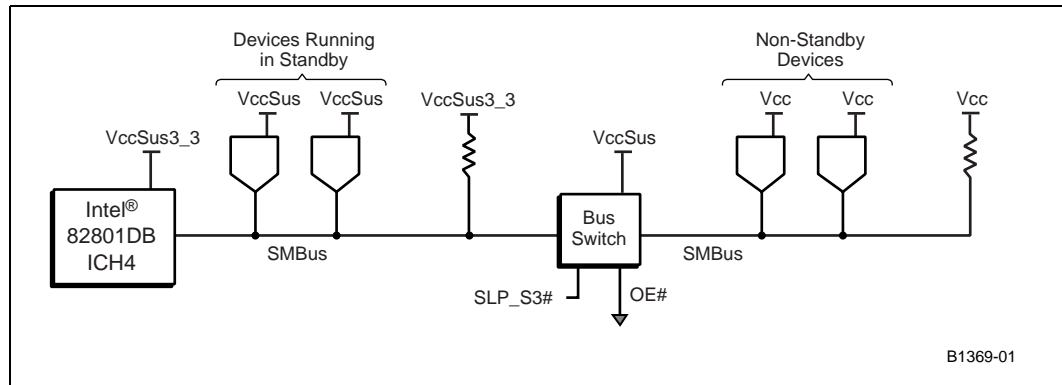 Devices Running
in Standby
Non-Standby
Devices
VccSus
VccSus
VccSus3_3
Vcc
Vcc
Vcc
VccSus3_3
VccSus
Intel®
82801DB
ICH4
Bus
Switch
SMBus
SMBus
SLP_S3#
OE#
B1369-01